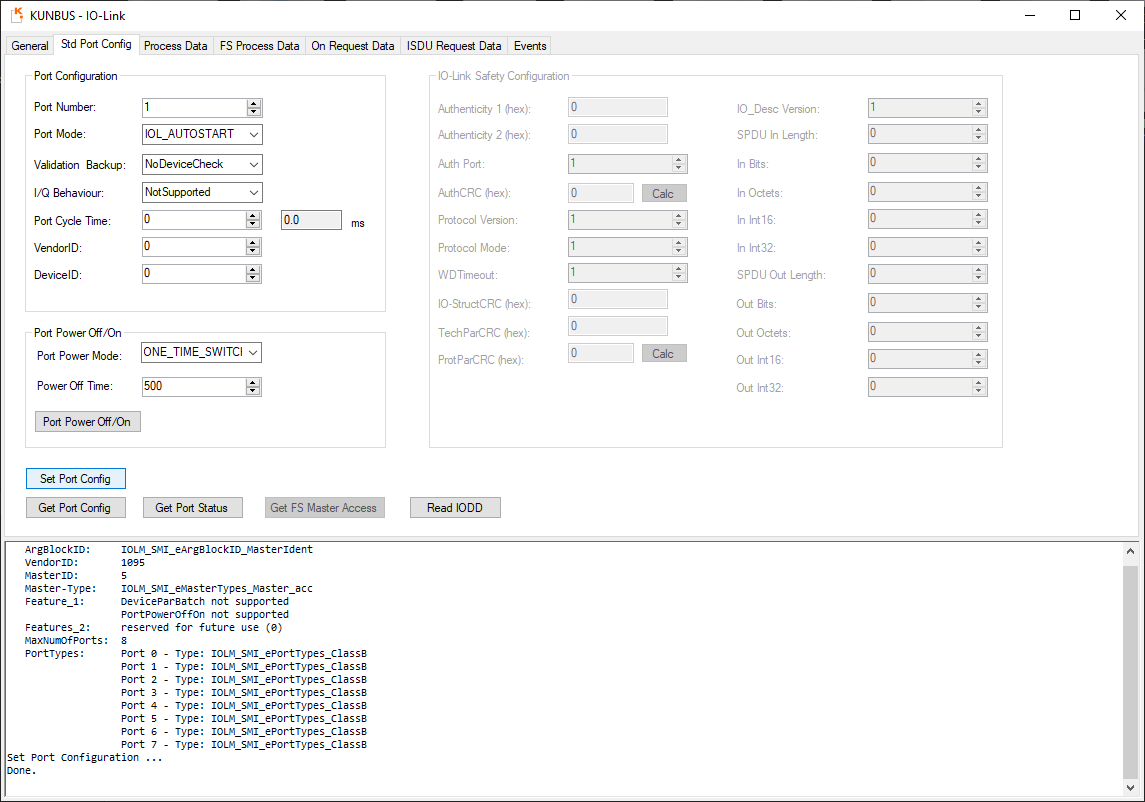 KUNBUS - IO-Link
General Std Port Config Process Data FS Process Data On Request Data ISDU Request Data Events
Port Configuration
Port Number: 1
Port Mode: IOL_AUTOSTART
Validation Backup: NoDeviceCheck
I/Q Behaviour: NotSupported
Port Cycle Time: 0 0.0 ms
VendorID: 0
DeviceID: 0
Port Power Off/On
Port Power Mode: ONE_TIME_SWITCI
Power Off Time: 500
Port Power Off/On
IO-Link Safety Configuration
Authenticity 1 (hex): 0
Authenticity 2 (hex): 0
Auth Port: 1
AuthCRC (hex): 0 Calc
Protocol Version: 1
Protocol Mode: 1
WDTimeout: 1
IO-StructCRC (hex): 0
TechParCRC (hex): 0
ProtParCRC (hex): 0 Calc
IO_Desc Version: 1
SPDU In Length: 0
In Bits: 0
In Octets: 0
In Int16: 0
In Int32: 0
SPDU Out Length: 0
Out Bits: 0
Out Octets: 0
Out Int16: 0
Out Int32: 0
Set Port Config
Get Port Config Get Port Status Get FS Master Access Read IODD
ArgBlockID: IOLM_SMI_eArgBlockID_MasterIdent
VendorID: 1095
MasterID: 5
Master-Type: IOLM_SMI_eMasterTypes_Master_acc
Feature_1: DeviceParBatch not supported
PortPowerOffOn not supported
Features_2: reserved for future use (0)
MaxNumOfPorts: 8
PortTypes: Port 0 - Type: IOLM_SMI_ePortTypes_ClassB
Port 1 - Type: IOLM_SMI_ePortTypes_ClassB
Port 2 - Type: IOLM_SMI_ePortTypes_ClassB
Port 3 - Type: IOLM_SMI_ePortTypes_ClassB
Port 4 - Type: IOLM_SMI_ePortTypes_ClassB
Port 5 - Type: IOLM_SMI_ePortTypes_ClassB
Port 6 - Type: IOLM_SMI_ePortTypes_ClassB
Port 7 - Type: IOLM_SMI_ePortTypes_ClassB
Set Port Configuration ...
Done.